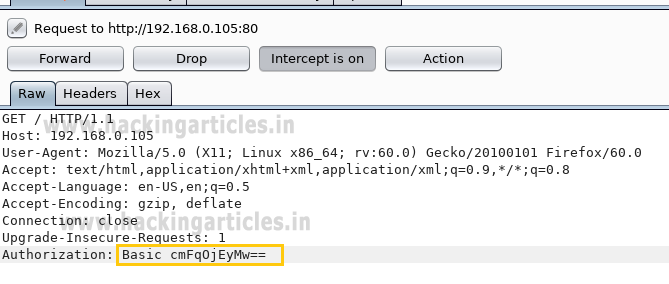 Request to http://192.168.0.105:80
Forward Drop Intercept is on Action
Raw Headers Hex
GET / HTTP/1.1
www.hackingarticles.in
Host: 192.168.0.105
User-Agent: Mozilla/5.0 (X11; Linux x86_64; rv:60.0) Gecko/20100101 Firefox/60.0
Accept: text/html,application/xhtml+xml,application/xml;q=0.9,*/*;q=0.8
Accept-Language: en-US,en;q=0.5
Accept-Encoding: gzip, deflate
Connection: close
www.hackingarticles.in
Upgrade-Insecure-Requests: 1
Authorization: Basic cmFqOjEyMw==